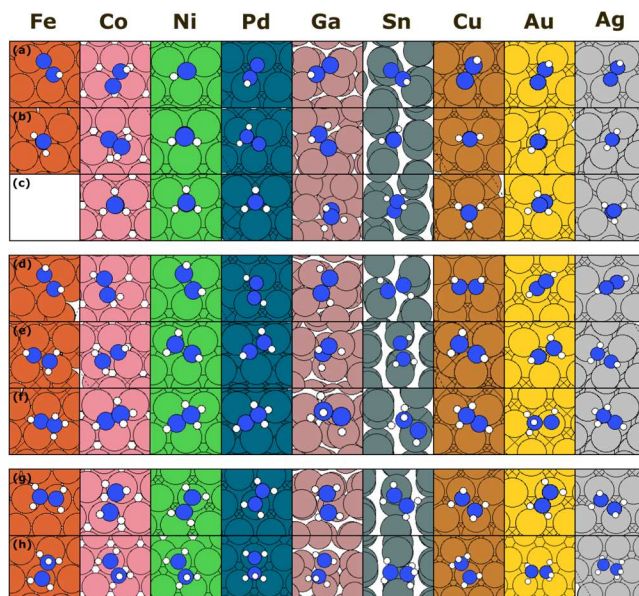 Fe Co Ni Pd Ga Sn Cu Au Ag
(a)
(b)
(c)
(d)
(e)
(f)
(g)
(h)